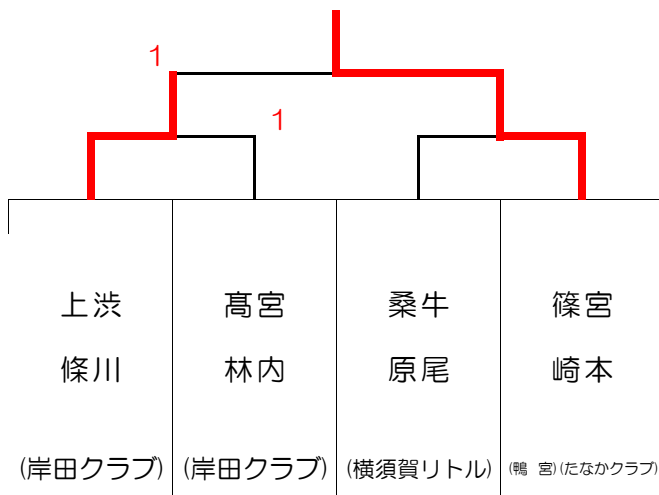 1
1
上渋 髙宮 桑牛 篠宮
條川 林内 原尾 崎本
(岸田クラブ) (岸田クラブ) (横須賀リトル) (鴨 宮)(たなかクラブ)